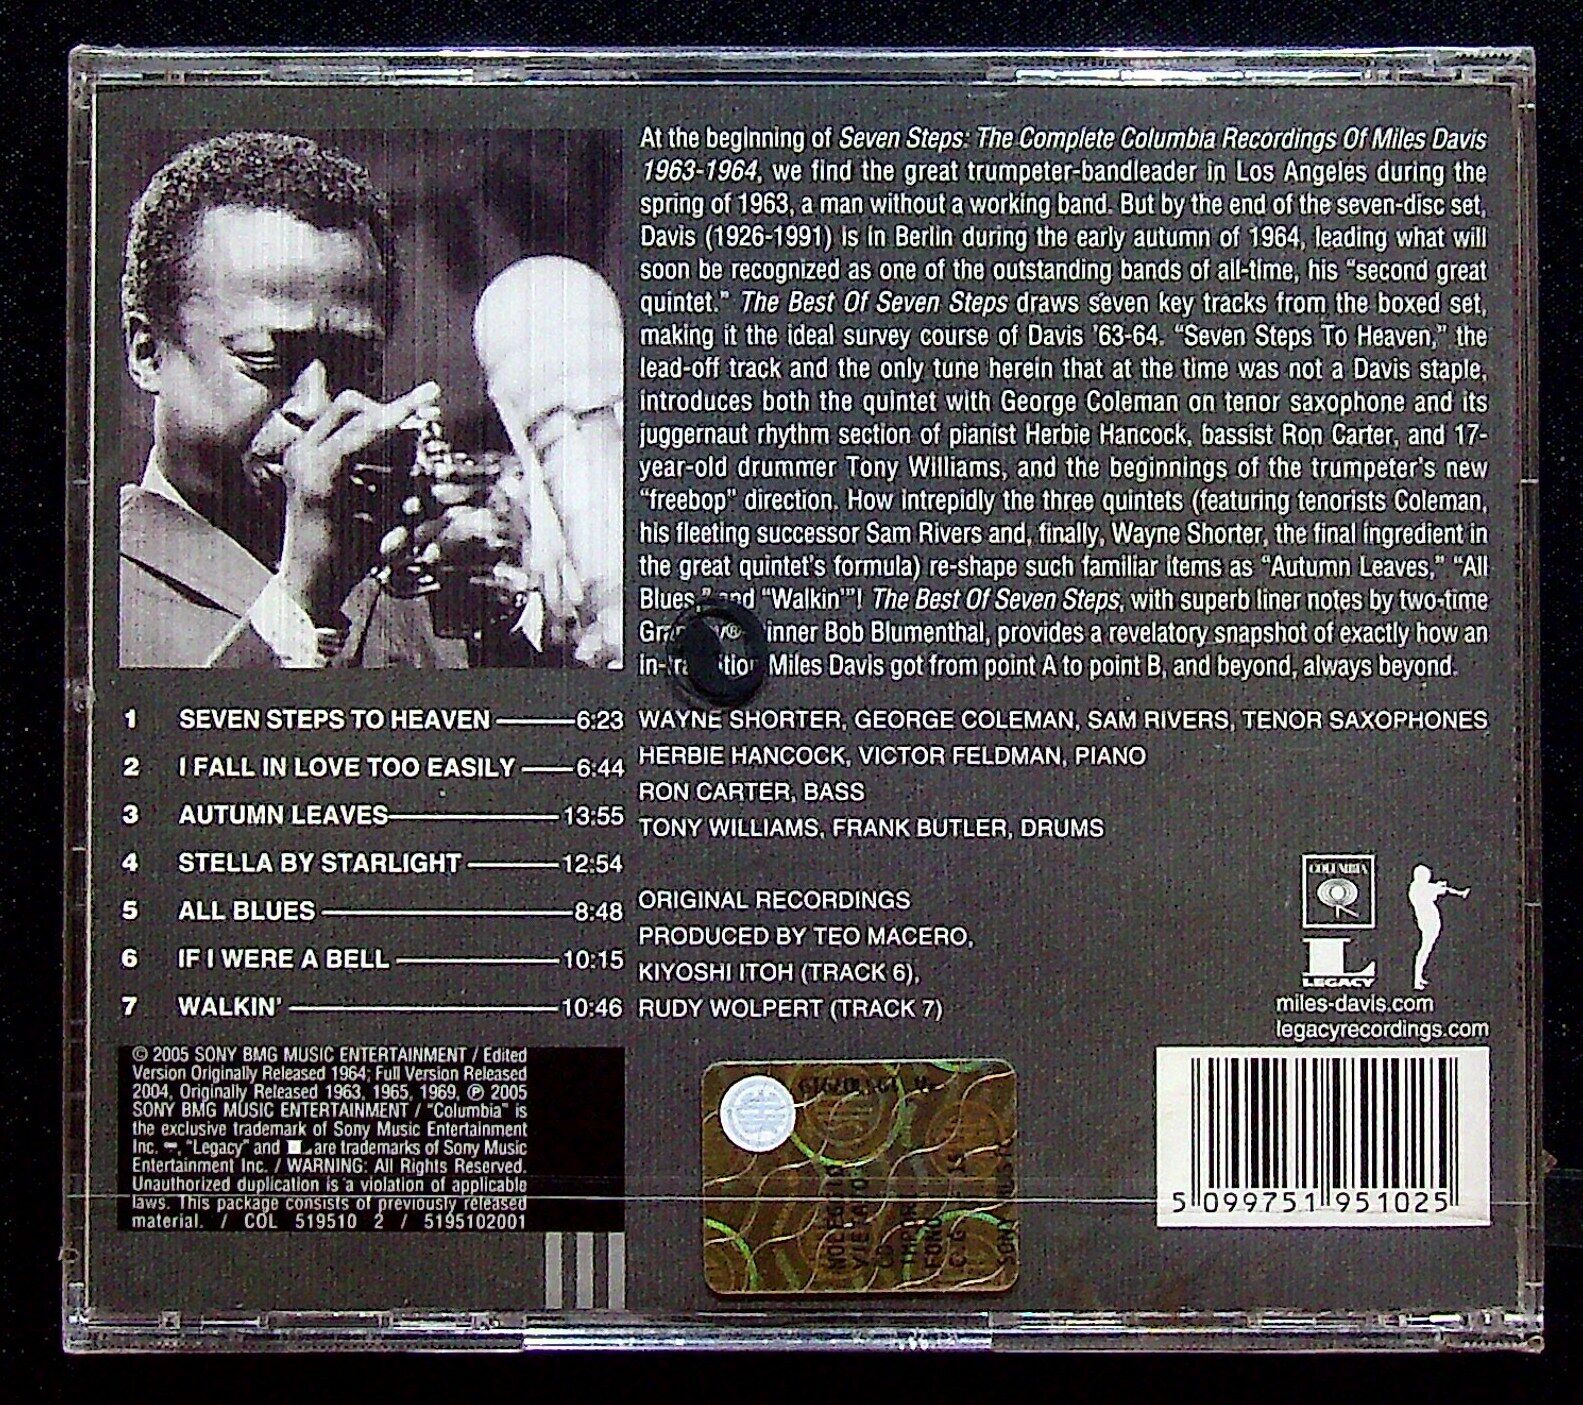 At the beginning of Seven Steps: The Complete Columbia Recordings Of Miles Davis
1963-1964, we find the great trumpeter-bandleader in Los Angeles during the
spring of 1963, a man without a working band. But by the end of the seven-disc set,
Davis (1926-1991) is in Berlin during the early autumn of 1964, leading what will
soon be recognized as one of the outstanding bands of all-time, his “second great
quintet.” The Best Of Seven Steps draws seven key tracks from the boxed set,
making it the ideal survey course of Davis ’63-64. “Seven Steps To Heaven,” the
lead-off track and the only tune herein that at the time was not a Davis staple,
introduces both the quintet with George Coleman on tenor saxophone and its
juggernaut rhythm section of pianist Herbie Hancock, bassist Ron Carter, and 17-
year-old drummer Tony Williams, and the beginnings of the trumpeter’s new
“freebop” direction. How intrepidly the three quintets (featuring tenorists Coleman,
his fleeting successor Sam Rivers and, finally, Wayne Shorter, the final ingredient in
the great quintet’s formula) re-shape such familiar items as “Autumn Leaves,” “All
Blues,” and “Walkin’”! The Best Of Seven Steps, with superb liner notes by two-time
Bob Blumenthal, provides a revelatory snapshot of exactly how an
Miles Davis got from point A to point B, and beyond, always beyond.
1 SEVEN STEPS TO HEAVEN 6:23
2 I FALL IN LOVE TOO EASILY 6:44
3 AUTUMN LEAVES 13:55
4 STELLA BY STARLIGHT 12:54
5 ALL BLUES 8:48
6 IF I WERE A BELL 10:15
7 WALKIN' 10:46
WAYNE SHORTER, GEORGE COLEMAN, SAM RIVERS, TENOR SAXOPHONES
HERBIE HANCOCK, VICTOR FELDMAN, PIANO
RON CARTER, BASS
TONY WILLIAMS, FRANK BUTLER, DRUMS
ORIGINAL RECORDINGS
PRODUCED BY TEO MACERO,
KIYOSHI ITOH (TRACK 6),
RUDY WOLPERT (TRACK 7)
COLUMBIA
L
LEGACY
miles-davis.com
legacyrecordings.com
© 2005 SONY BMG MUSIC ENTERTAINMENT / Edited
Version Originally Released 1964; Full Version Released
2004, Originally Released 1963, 1965, 1969, ℗ 2005
SONY BMG MUSIC ENTERTAINMENT / “Columbia” is
the exclusive trademark of Sony Music Entertainment
Inc. “Legacy” and L are trademarks of Sony Music
Entertainment Inc. / WARNING: All Rights Reserved.
Unauthorized duplication is a violation of applicable
laws. This package consists of previously released
material. / COL 519510 2 / 5195102001
5 099751 951025